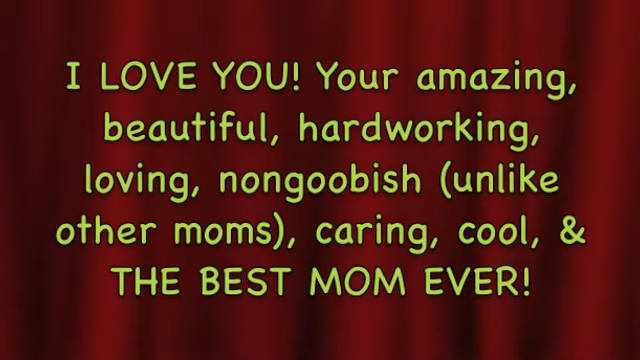 I LOVE YOU! Your amazing,
beautiful, hardworking,
loving, nongoobish (unlike
other moms), caring, cool, &
THE BEST MOM EVER!